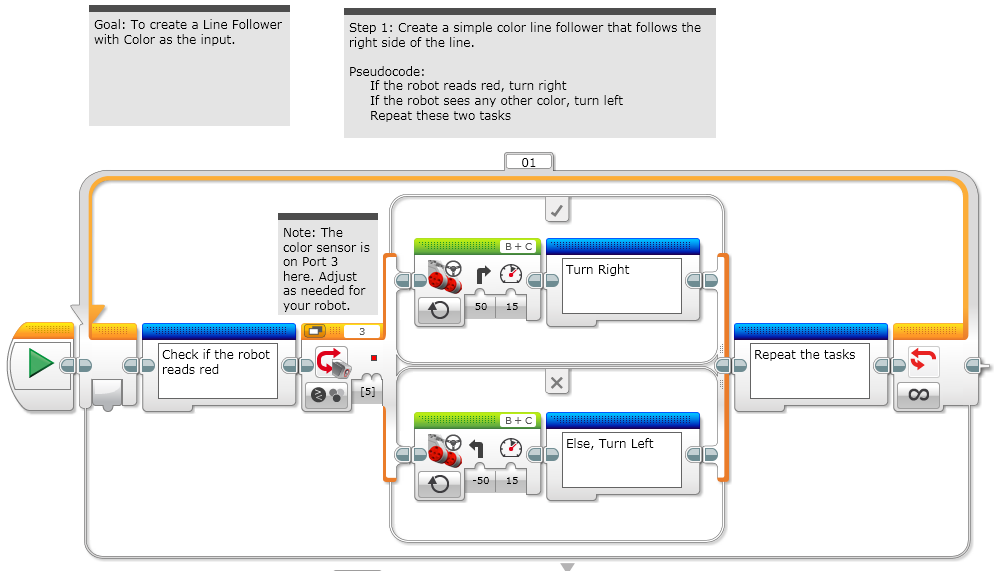 Goal: To create a Line Follower
with Color as the input.
Step 1: Create a simple color line follower that follows the
right side of the line.
Pseudocode:
If the robot reads red, turn right
If the robot sees any other color, turn left
Repeat these two tasks
01
Note: The
color sensor is
on Port 3
here. Adjust
as needed for
your robot.
B + C
Turn Right
50 15
Check if the robot
reads red
3
[5]
B + C
Else, Turn Left
-50 15
Repeat the tasks
∞